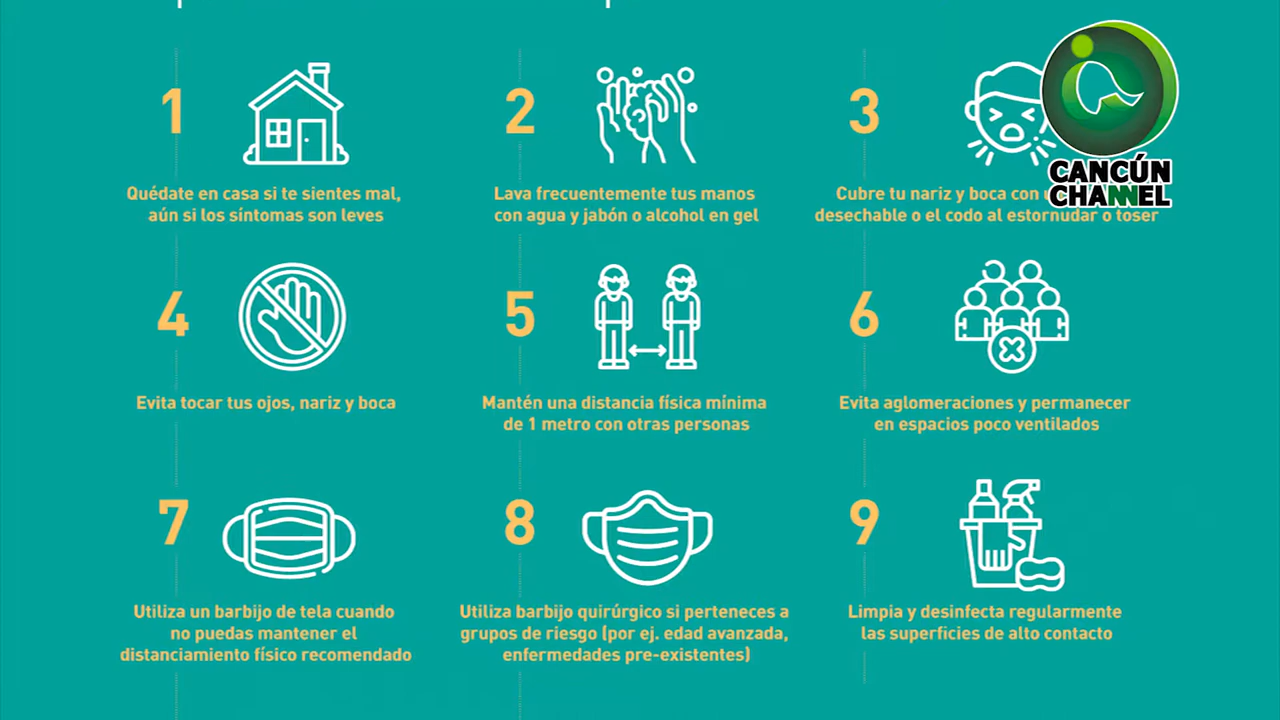 1
Quédate en casa si te sientes mal,
aún si los síntomas son leves
2
Lava frecuentemente tus manos
con agua y jabón o alcohol en gel
3
Cubre tu nariz y boca con
desechable o el codo al estornudar o toser
CANCÚN
CHANNEL
4
Evita tocar tus ojos, nariz y boca
5
Mantén una distancia física mínima
de 1 metro con otras personas
6
Evita aglomeraciones y permanecer
en espacios poco ventilados
7
Utiliza un barbijo de tela cuando
no puedas mantener el
distanciamiento físico recomendado
8
Utiliza barbijo quirúrgico si perteneces a
grupos de riesgo (por ej. edad avanzada,
enfermedades pre-existentes)
9
Limpia y desinfecta regularmente
las superficies de alto contacto